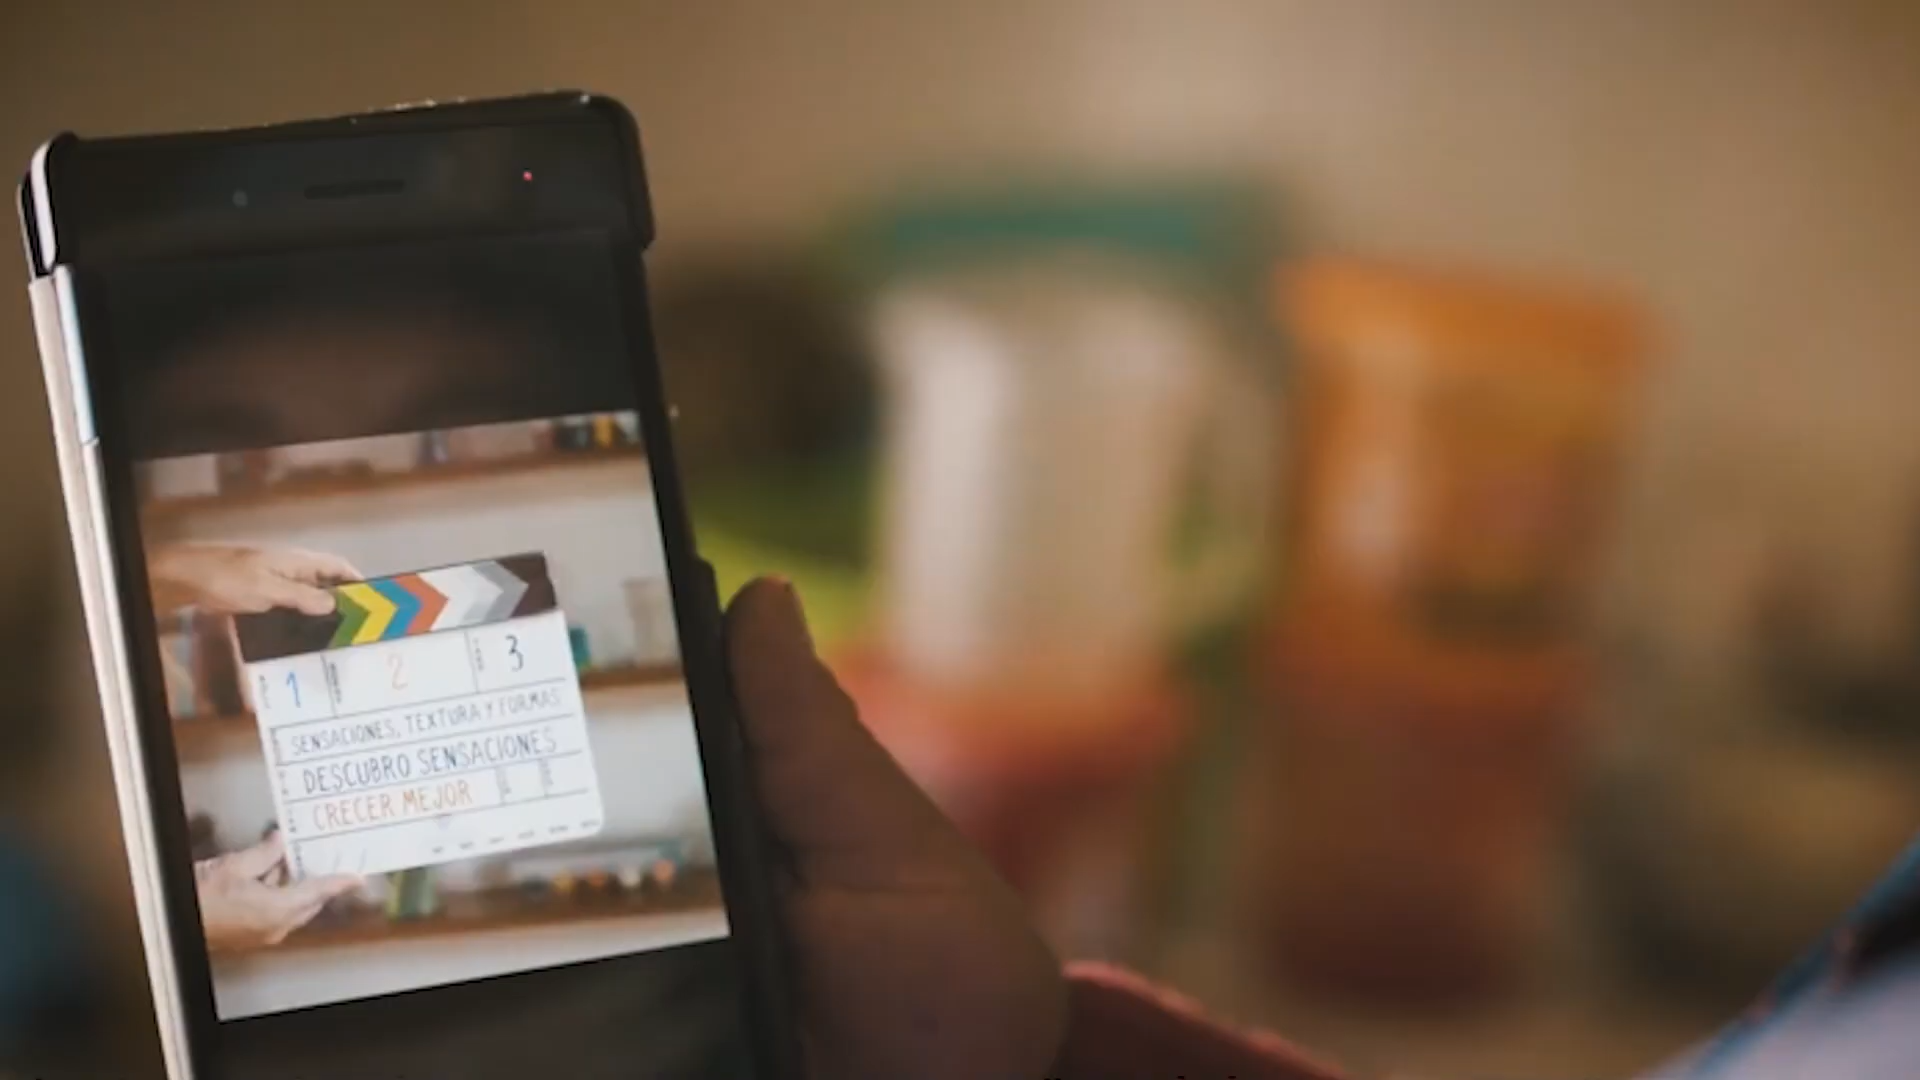 1 2 3
SENSACIONES, TEXTURA Y FORMAS
DESCUBRO SENSACIONES
CRECER MEJOR